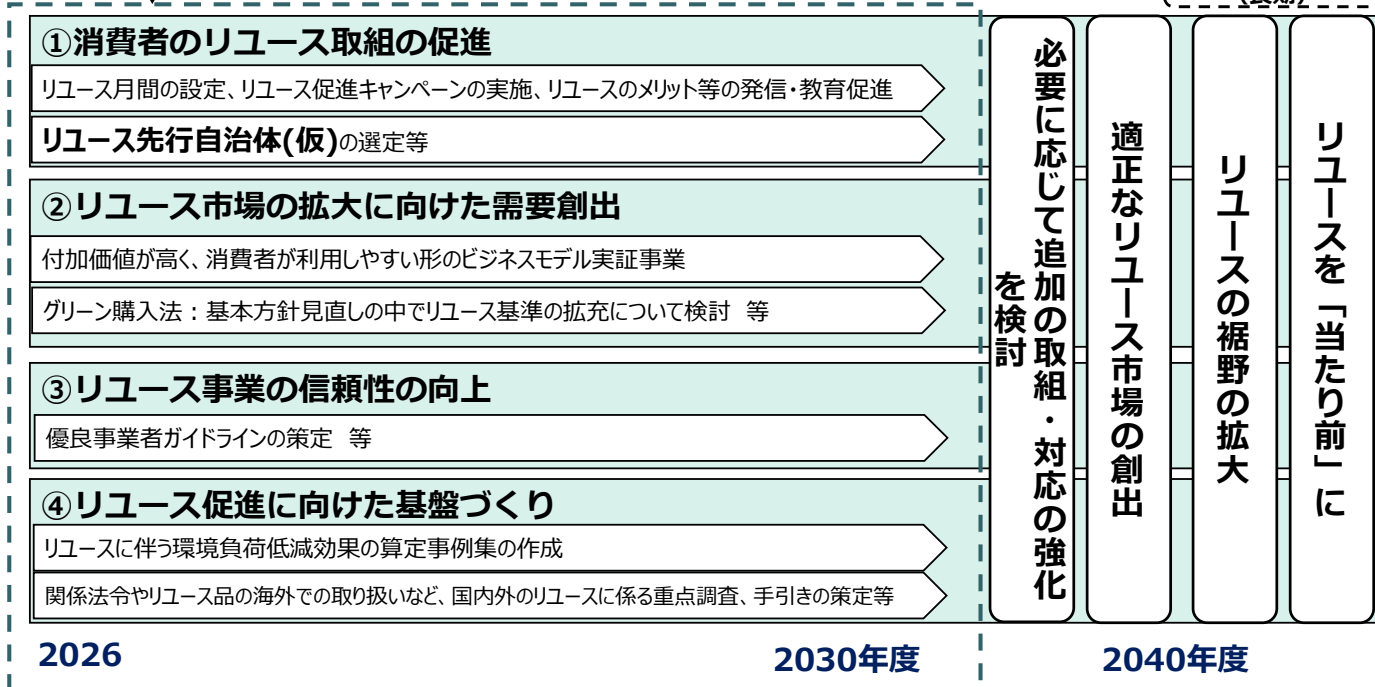 (長期)
①消費者のリユース取組の促進
リユース月間の設定、リユース促進キャンペーンの実施、リユースのメリット等の発信・教育促進
リユース先行自治体(仮)の選定等
②リユース市場の拡大に向けた需要創出
付加価値が高く、消費者が利用しやすい形のビジネスモデル実証事業
グリーン購入法：基本方針見直しの中でリユース基準の拡充について検討　等
③リユース事業の信頼性の向上
優良事業者ガイドラインの策定　等
④リユース促進に向けた基盤づくり
リユースに伴う環境負荷低減効果の算定事例集の作成
関係法令やリユース品の海外での取り扱いなど、国内外のリユースに係る重点調査、手引きの策定等
必要に応じて追加の取組・対応の強化
を検討
適正なリユース市場の創出
リユースの裾野の拡大
リユースを「当たり前」に
2026
2030年度
2040年度